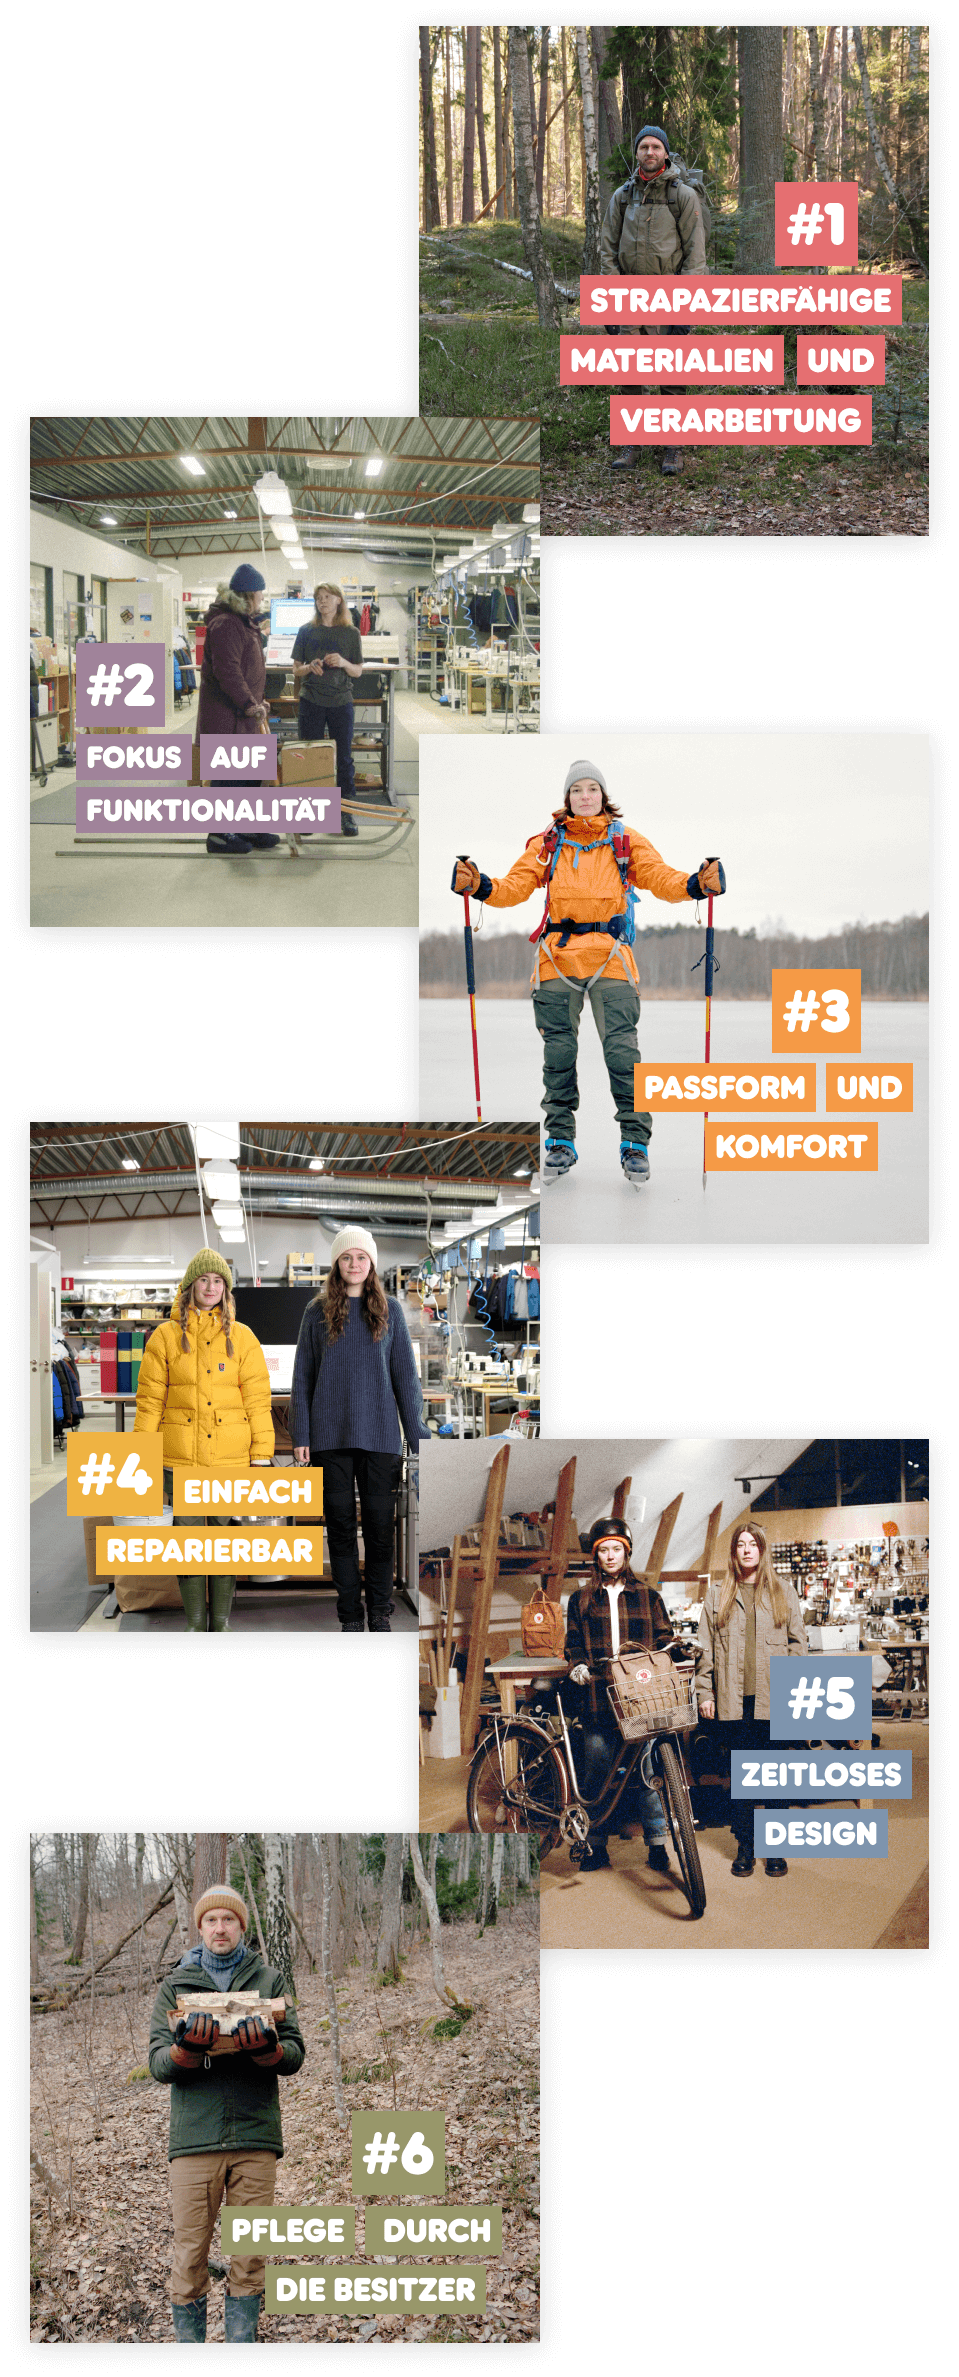 #1
STRAPAZIERFÄHIGE
MATERIALIEN UND
VERARBEITUNG
#2
FOKUS AUF
FUNKTIONALITÄT
#3
PASSFORM UND
KOMFORT
#4 EINFACH
REPARIERBAR
#5
ZEITLOSES
DESIGN
#6
PFLEGE DURCH
DIE BESITZER